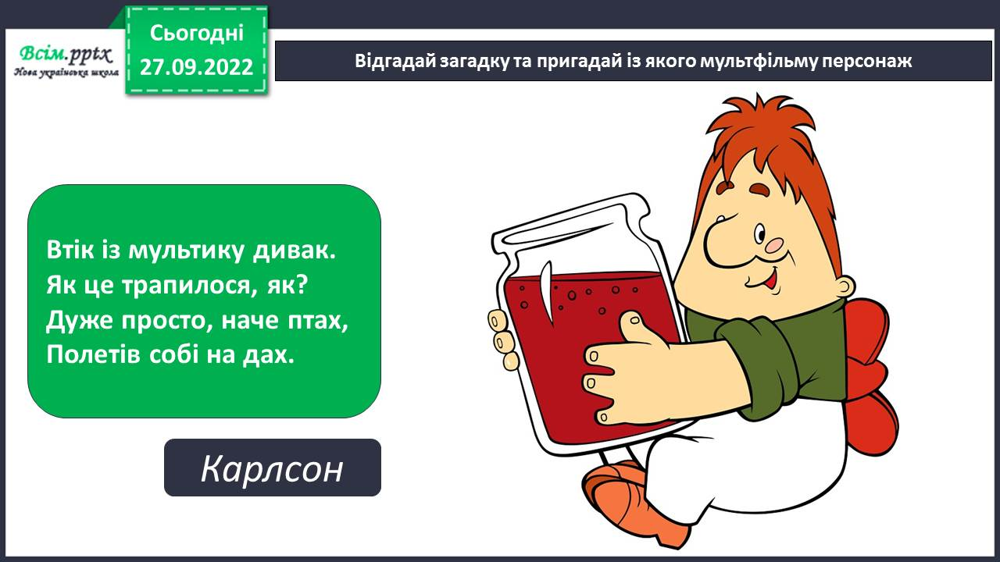 Сьогодні
27.09.2022
Всім.pptx
Нова українська школа
Відгадай загадку та пригадай із якого мультфільму персонаж
Втік із мультику дивак.
Як це трапилося, як?
Дуже просто, наче птах,
Полетів собі на дах.
Карлсон